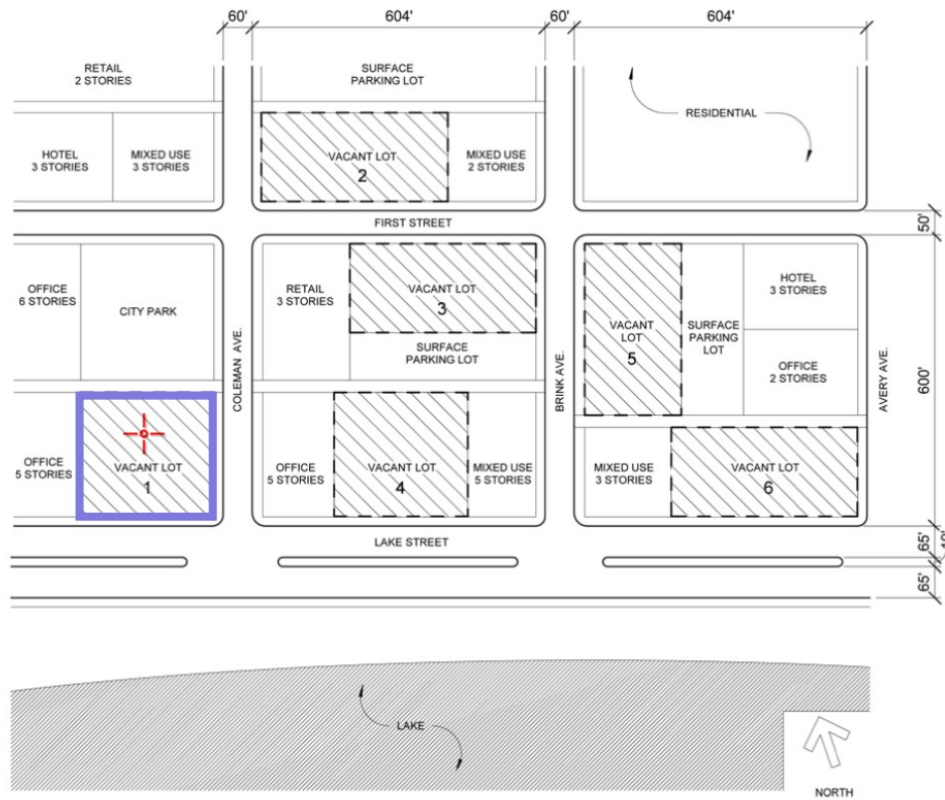 60'
604'
60'
604'
RETAIL
2 STORIES
SURFACE
PARKING LOT
RESIDENTIAL
HOTEL
3 STORIES
MIXED USE
3 STORIES
VACANT LOT
2
MIXED USE
2 STORIES
FIRST STREET
50'
OFFICE
6 STORIES
CITY PARK
RETAIL
3 STORIES
VACANT LOT
3
SURFACE
PARKING LOT
VACANT
LOT
5
SURFACE
PARKING
LOT
HOTEL
3 STORIES
OFFICE
2 STORIES
COLEMAN AVE.
BRINK AVE.
AVERY AVE.
600'
OFFICE
5 STORIES
VACANT LOT
1
OFFICE
5 STORIES
VACANT LOT
4
MIXED USE
5 STORIES
MIXED USE
3 STORIES
VACANT LOT
6
LAKE STREET
65'
65'
LAKE
NORTH